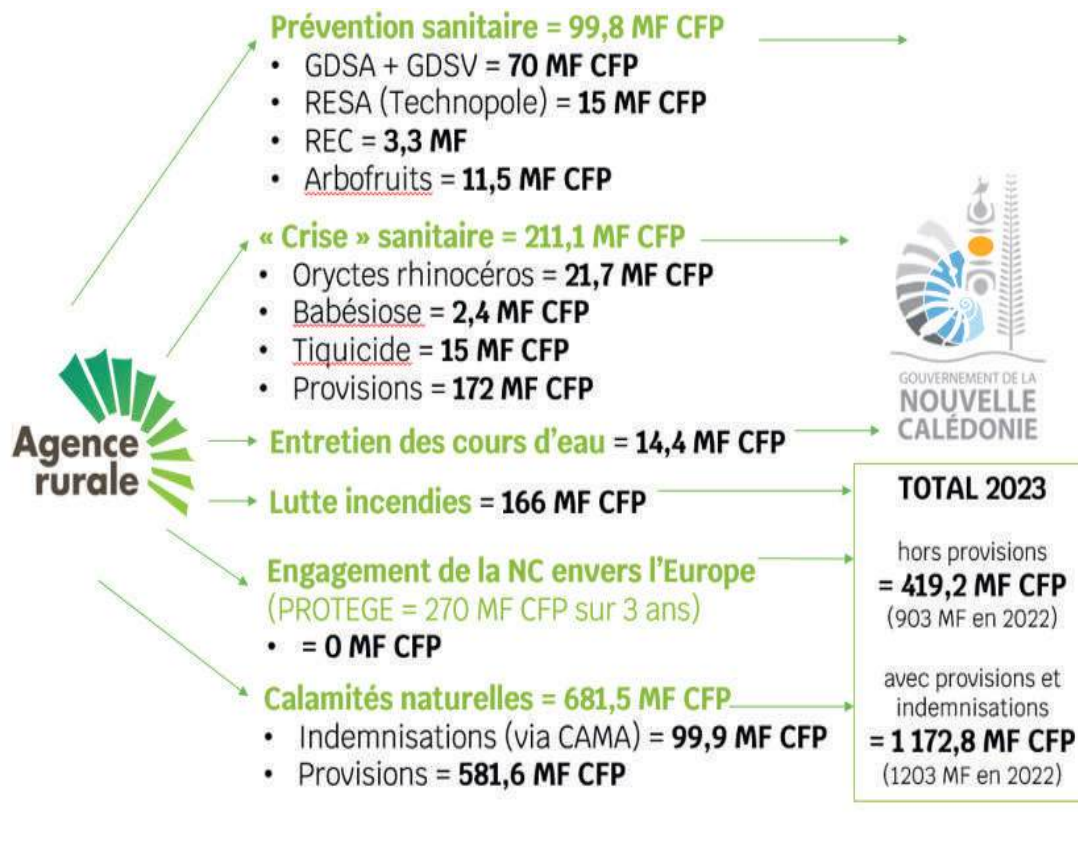 Prévention sanitaire = 99,8 MF CFP
• GDSA + GDSV = 70 MF CFP
• RESA (Technopole) = 15 MF CFP
• REC = 3,3 MF
• Arbofruits = 11,5 MF CFP
« Crise » sanitaire = 211,1 MF CFP
• Oryctes rhinocéros = 21,7 MF CFP
• Babésiose = 2,4 MF CFP
• Tiquicide = 15 MF CFP
• Provisions = 172 MF CFP
Agence
rurale
Entretien des cours d'eau = 14,4 MF CFP
Lutte incendies = 166 MF CFP
Engagement de la NC envers l'Europe
(PROTEGE = 270 MF CFP sur 3 ans)
• = 0 MF CFP
Calamités naturelles = 681,5 MF CFP
• Indemnisations (via CAMA) = 99,9 MF CFP
• Provisions = 581,6 MF CFP
GOUVERNEMENT DE LA
NOUVELLE
CALÉDONIE
TOTAL 2023
hors provisions
= 419,2 MF CFP
(903 MF en 2022)
avec provisions et
indemnisations
= 1 172,8 MF CFP
(1203 MF en 2022)